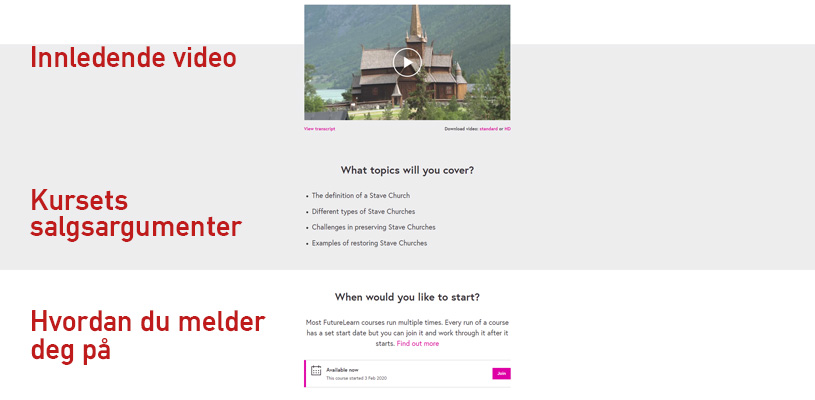 Innledende video
View transcript
Download video: standard or HD
What topics will you cover?
Kursets
salgsargumenter
• The definition of a Stave Church
• Different types of Stave Churches
• Challenges in preserving Stave Churches
• Examples of restoring Stave Churches
Hvordan du melder
deg på
When would you like to start?
Most FutureLearn courses run multiple times. Every run of a course
has a set start date but you can join it and work through it after it
starts. Find out more
Available now
This course started 3 Feb 2020
Join